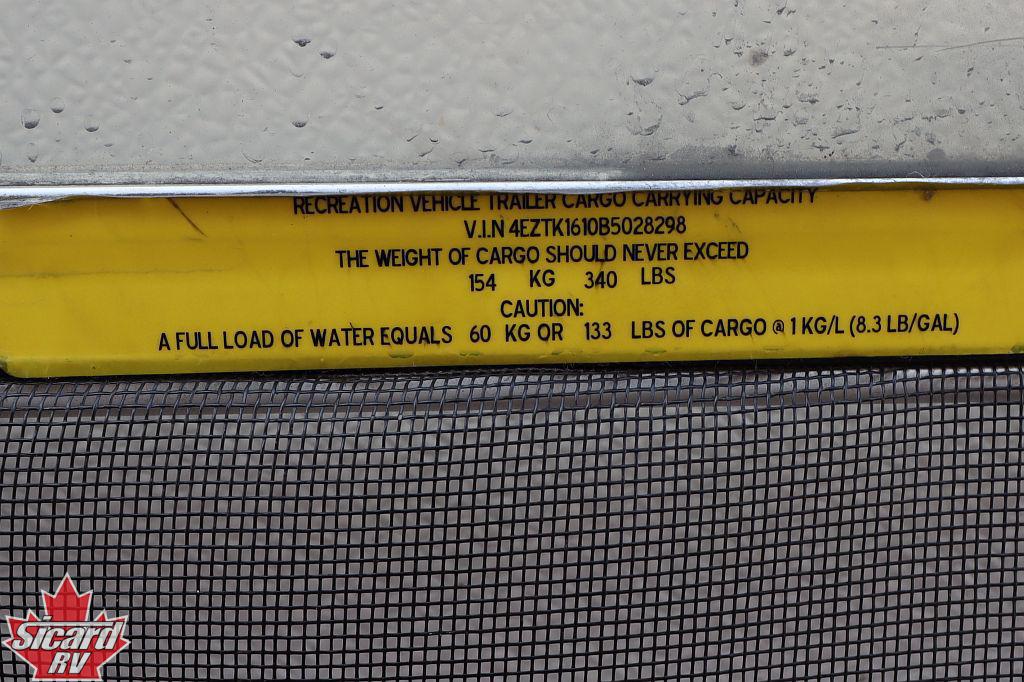 RECREATION VEHICLE TRAILER CARGO CARRYING CAPACITY
V.I.N 4EZTK1610B5028298
THE WEIGHT OF CARGO SHOULD NEVER EXCEED
154 KG 340 LBS
CAUTION:
A FULL LOAD OF WATER EQUALS 60 KG OR 133 LBS OF CARGO @ 1 KG/L (8.3 LB/GAL)
Sicard
RV